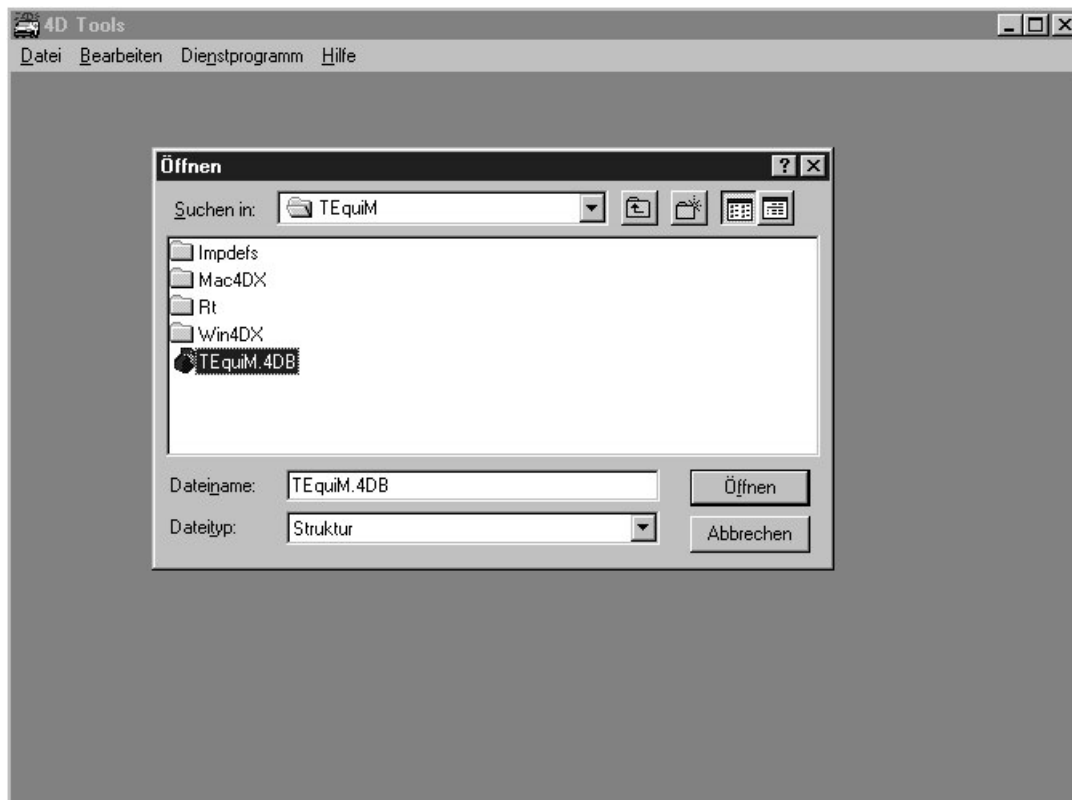 4D Tools
Datei Bearbeiten Dienstprogramm Hilfe
Öffnen
Suchen in: TEquiM
Impdefs
Mac4DX
Rt
Win4DX
TEquiM.4DB
Dateiname: TEquiM.4DB Öffnen
Dateityp: Struktur Abbrechen